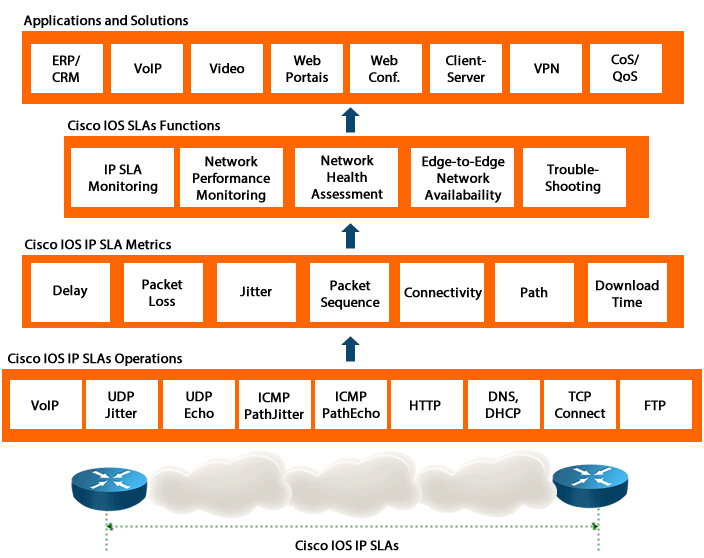 Applications and Solutions
ERP/
CRM
VoIP
Video
Web
Portais
Web
Conf.
Client-
Server
VPN
CoS/
QoS
Cisco IOS SLAs Functions
IP SLA
Monitoring
Network
Performance
Monitoring
Network
Health
Assessment
Edge-to-Edge
Network
Availabaility
Trouble-
Shooting
Cisco IOS IP SLA Metrics
Delay
Packet
Loss
Jitter
Packet
Sequence
Connectivity
Path
Download
Time
Cisco IOS IP SLAs Operations
VoIP
UDP
Jitter
UDP
Echo
ICMP
PathJitter
ICMP
PathEcho
HTTP
DNS,
DHCP
TCP
Connect
FTP
Cisco IOS IP SLAs